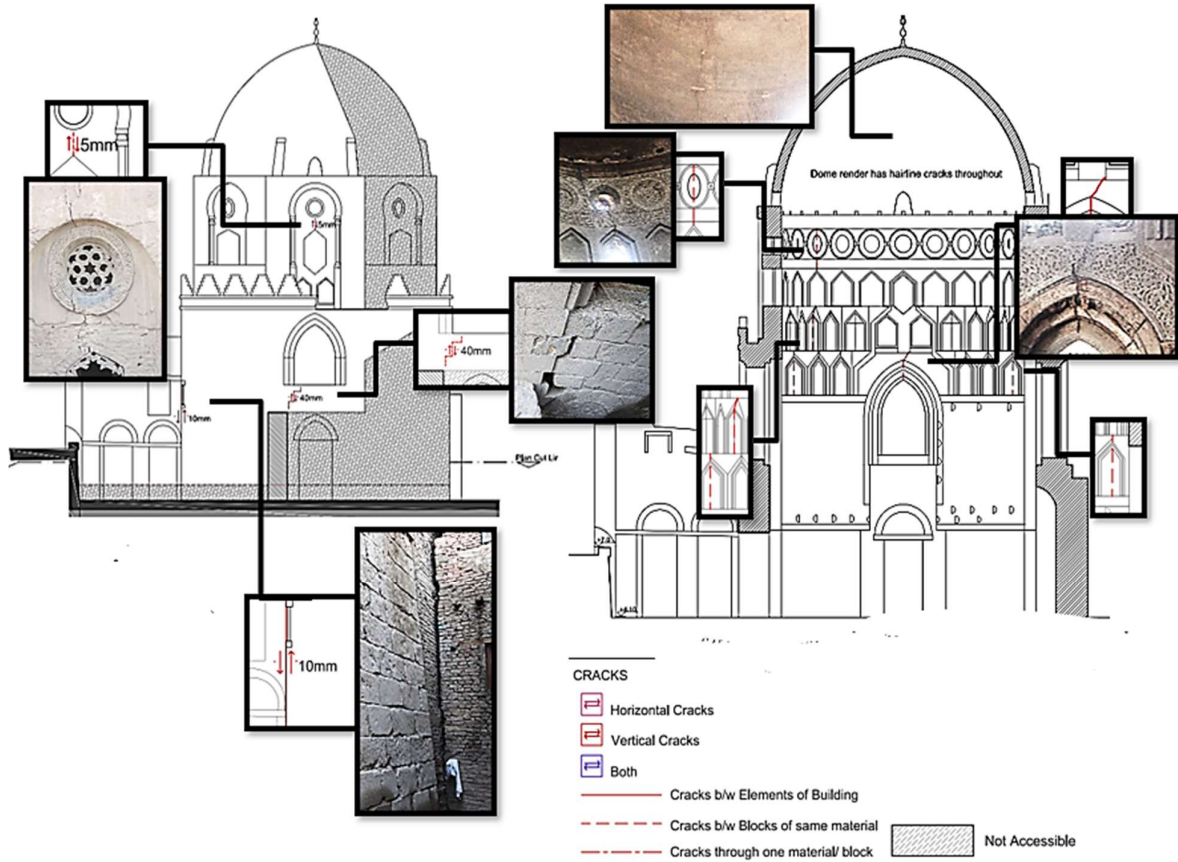 5mm
5mm
40mm
40mm
10mm
10mm
Plan Cut Lir
Dome render has hairline cracks throughout
CRACKS
Horizontal Cracks
Vertical Cracks
Both
Cracks b/w Elements of Building
Cracks b/w Blocks of same material
Cracks through one material/ block
Not Accessible